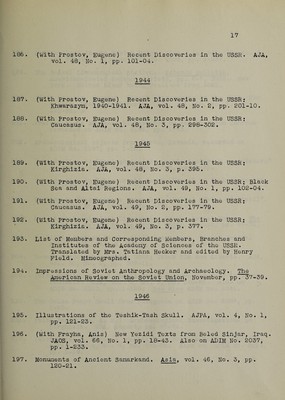 17
186. (With Prostov, Eugene) Recent Discoveries in the USSR. AJA,
vol. 48, No. 1, pp. 101-04.
1944
187. (With Prostov, Eugene) Recent Discoveries in the USSR:
Khwarazym, 1940-1941. AJA, vol. 48, No. 2, pp. 201-10.
188. (With Prostov, Eugene) Recent Discoveries in the USSR:
Caucasus. AJA, vol. 48, No. 3, pp. 298-302.
1945
189. (With Prostov, Eugene) Recent Discoveries in the USSR:
Kirghizia. AJA, vol. 49, No. 3, p. 395.
190. (With Prostov, Eugene) Recent Discoveries in the USSR: Black
Sea and Altai Regions. AJA, vol. 49, No. 1, pp. 102-04.
191. (With Prostov, Eugene) Recent Discoveries in the USSR:
Caucasus. AJA, vol. 49, No. 2, pp. 177-79.
192. (With Prostov, Eugene) Recent Discoveries in the USSR:
Kirghizia. AJA, vol. 49, No. 3, p. 377.
193. List of Members and Corresponding Members, Branches and
Institutes of the Academy of Sciences of the USSR.
Translated by Mrs. Tatiana Hecker and edited by Henry
Field. Mimeographed.
194. Impressions of Soviet Anthropology and Archaeology. The
American Review on the Soviet Union, November, pp. 37-39.
1946
195. Illustrations of the Teshik-Tash Skull. AJPA, vol. 4, No. 1,
pp. 121-23.
196. (With Frayha, Anis) New Yezidi Texts from Beled Sinjar, Iraq.
JAOS, vol. 66, No. 1, pp. 18-43. Also on ADIM No. 2037,
pp. 1-233.
197. Monuments of Ancient Samarkand. Asia, vol. 46, No. 3, pp.
120-21.